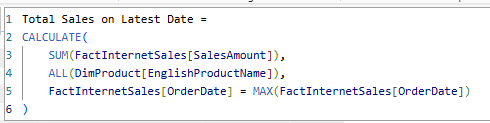 1 Total Sales on Latest Date =
2 CALCULATE(
3 SUM(FactInternetSales[SalesAmount]),
4 ALL(DimProduct[EnglishProductName]),
5 FactInternetSales[OrderDate] = MAX(FactInternetSales[OrderDate])
6 )